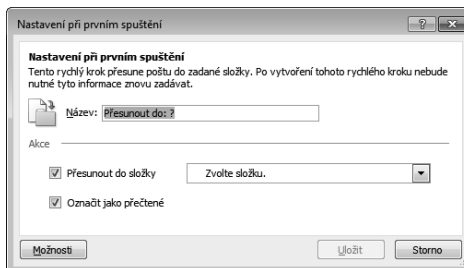 Nastavení při prvním spuštění
Nastavení při prvním spuštění
Tento rychlý krok přesune poštu do zadané složky. Po vytvoření tohoto rychlého kroku nebude
nutné tyto informace znovu zadávat.
Název: Přesunout do: ?
Akce
Přesunout do složky Zvolte složku.
Označit jako přečtené
Možnosti Uložit Storno